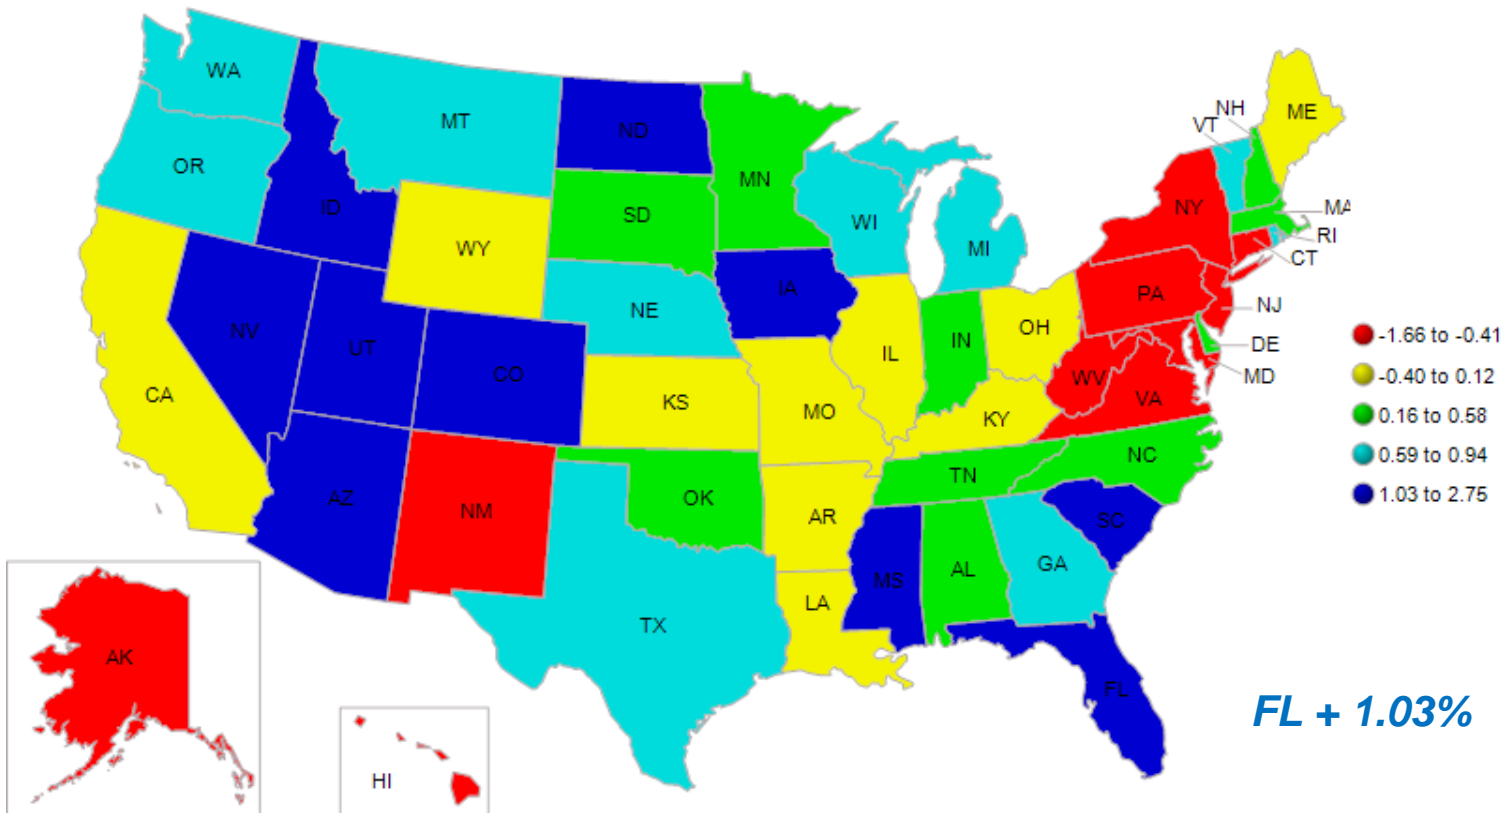 WA
MT
ND
MN
OR
ID
SD
WI
MI
NH
VT
ME
NY
MA
RI
CT
WY
NE
IA
PA
NJ
NV
UT
CO
IL
IN
OH
DE
MD
CA
KS
MO
KY
WV
VA
AZ
NM
OK
AR
TN
NC
SC
MS
AL
GA
TX
LA
FL
AK
HI
-1.66 to -0.41
-0.40 to 0.12
0.16 to 0.58
0.59 to 0.94
1.03 to 2.75
FL + 1.03%